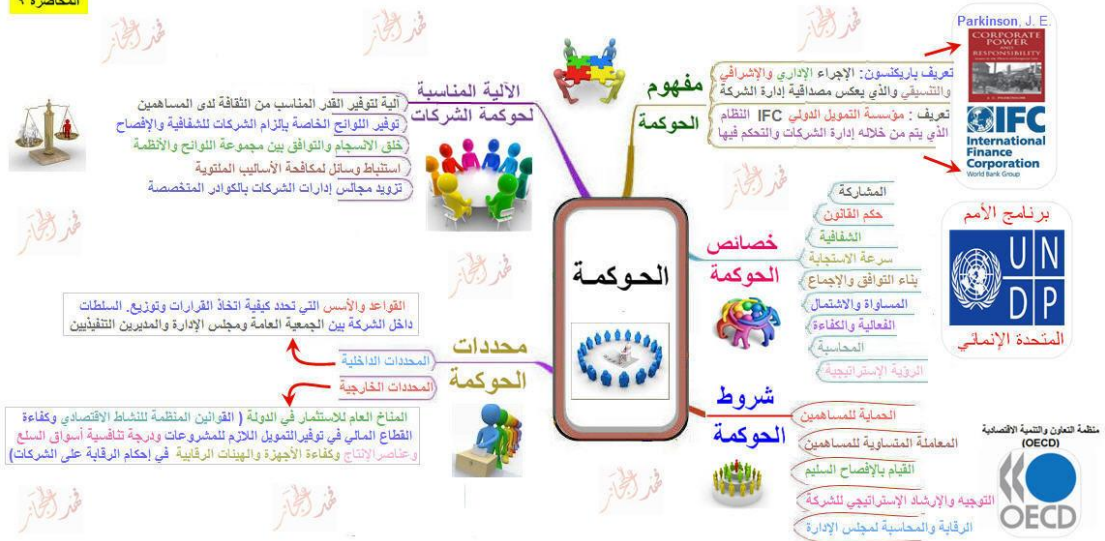 المحاضرة ٩
Parkinson, J. E.
CORPORATE
POWER
AND
RESPONSIBILITY
مفهوم
الحوكمة
تعريف باريكنسون: الإجراء الإداري والإشرافي
والتنسيقي والذي يعكس مصداقية إدارة الشركة
تعريف : مؤسسة التمويل الدولي IFC النظام
الذي يتم من خلاله إدارة الشركات والتحكم فيها
IFC
International
Finance
Corporation
World Bank Group
الآلية المناسبة
لحوكمة الشركات
آلية لتوفير القدر المناسب من الثقافة لدى المساهمين
توفير اللوائح الخاصة بإلزام الشركات للشفافية والإفصاح
خلق الانسجام والتوافق بين مجموعة اللوائح والأنظمة
استنباط وسائل لمكافحة الأساليب الملتوية
تزويد مجالس إدارات الشركات بالكوادر المتخصصة
الحوكمة
خصائص
الحوكمة
المشاركة
حكم القانون
الشفافية
سرعة الاستجابة
بناء التوافق والإجماع
المساواة والاشتمال
الفعالية والكفاءة
المحاسبة
الرؤية الإستراتيجية
برنامج الأمم
U N
D P
المتحدة الإنمائي
محددات
الحوكمة
القواعد والأسس التي تحدد كيفية اتخاذ القرارات وتوزيع. السلطات
داخل الشركة بين الجمعية العامة ومجلس الإدارة والمديرين التنفيذيين
المحددات الداخلية
المحددات الخارجية
المناخ العام للاستثمار في الدولة ( القوانين المنظمة للنشاط الاقتصادي وكفاءة
القطاع المالي في توفيرالتمويل اللازم للمشروعات ودرجة تنافسية أسواق السلع
وعناصرالإنتاج وكفاءة الأجهزة والهيئات الرقابية في إحكام الرقابة على الشركات)
شروط
الحوكمة
الحماية للمساهمين
المعاملة المتساوية للمساهمين
القيام بالإفصاح السليم
التوجيه والإرشاد الإستراتيجي للشركة
الرقابة والمحاسبة لمجلس الإدارة
منظمة التعاون والتنمية الاقتصادية
(OECD)
OECD